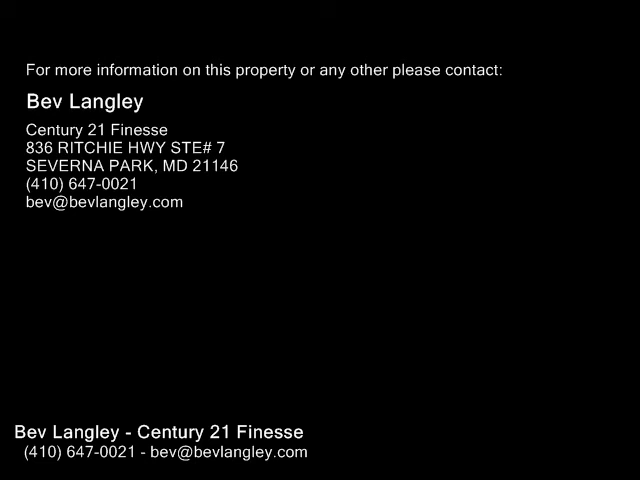 For more information on this property or any other please contact:
Bev Langley
Century 21 Finesse
836 RITCHIE HWY STE# 7
SEVERNA PARK, MD 21146
(410) 647-0021
bev@bevlangley.com
Bev Langley - Century 21 Finesse
(410) 647-0021 - bev@bevlangley.com